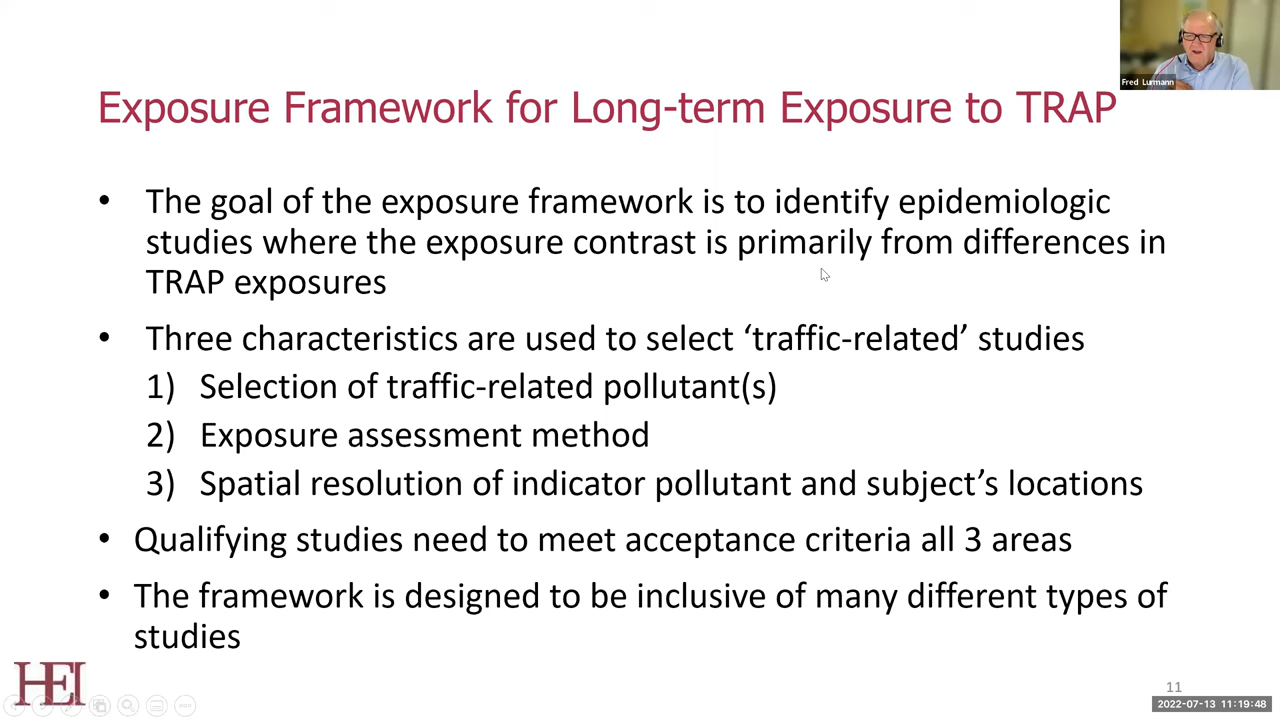 Fred Lurmann
Exposure Framework for Long-term Exposure to TRAP
• The goal of the exposure framework is to identify epidemiologic
studies where the exposure contrast is primarily from differences in
TRAP exposures
• Three characteristics are used to select ‘traffic-related’ studies
1) Selection of traffic-related pollutant(s)
2) Exposure assessment method
3) Spatial resolution of indicator pollutant and subject’s locations
• Qualifying studies need to meet acceptance criteria all 3 areas
• The framework is designed to be inclusive of many different types of
studies
HEI
11
2022-07-13 11:19:48